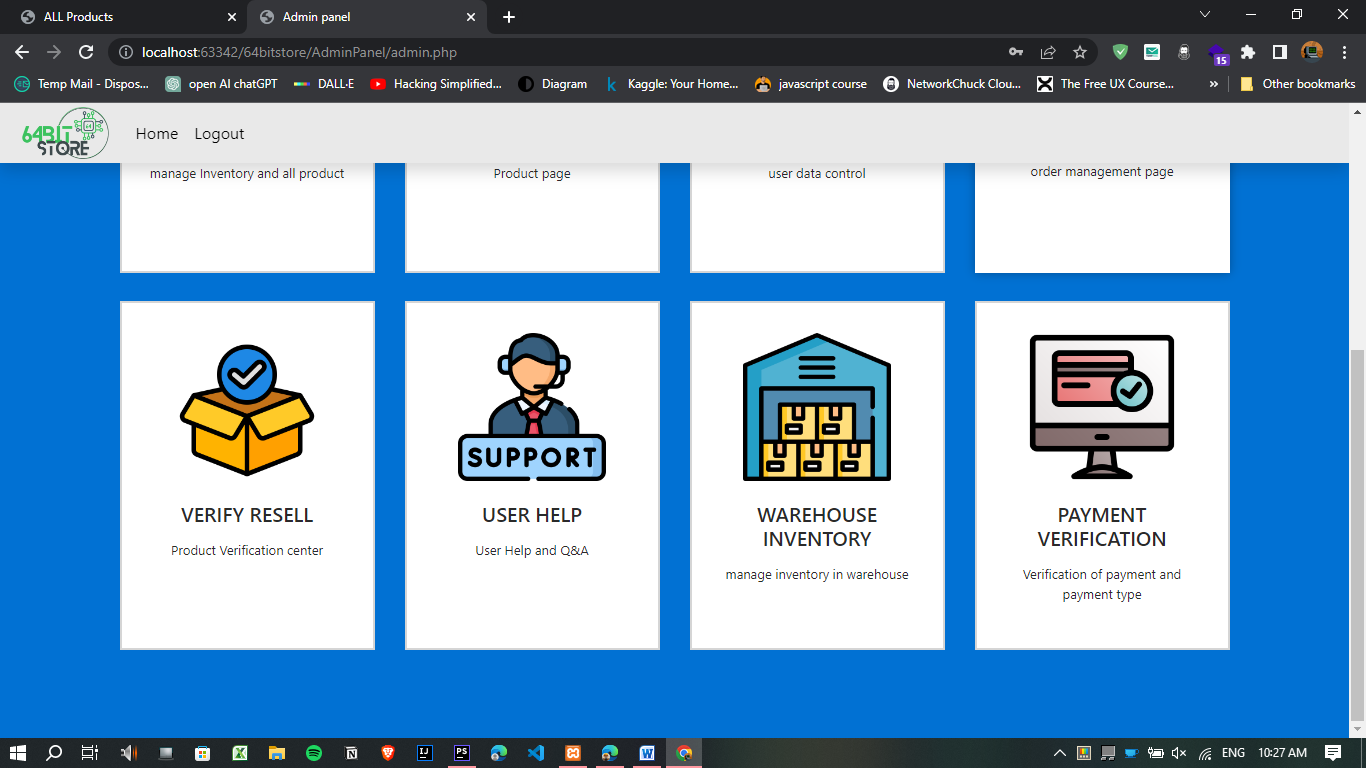 ALL Products
Admin panel
localhost:63342/64bitstore/AdminPanel/admin.php
15
Temp Mail - Dispos...
open AI chatGPT
DALL·E
Hacking Simplified...
Diagram
Kaggle: Your Home...
javascript course
NetworkChuck Clou...
The Free UX Course...
»
Other bookmarks
64BIT
STORE
64
Home
Logout
manage Inventory and all product
Product page
user data control
order management page
SUPPORT
VERIFY RESELL
Product Verification center
USER HELP
User Help and Q&A
WAREHOUSE
INVENTORY
manage inventory in warehouse
PAYMENT
VERIFICATION
Verification of payment and
payment type
IJ
PS
W
ENG
10:27 AM